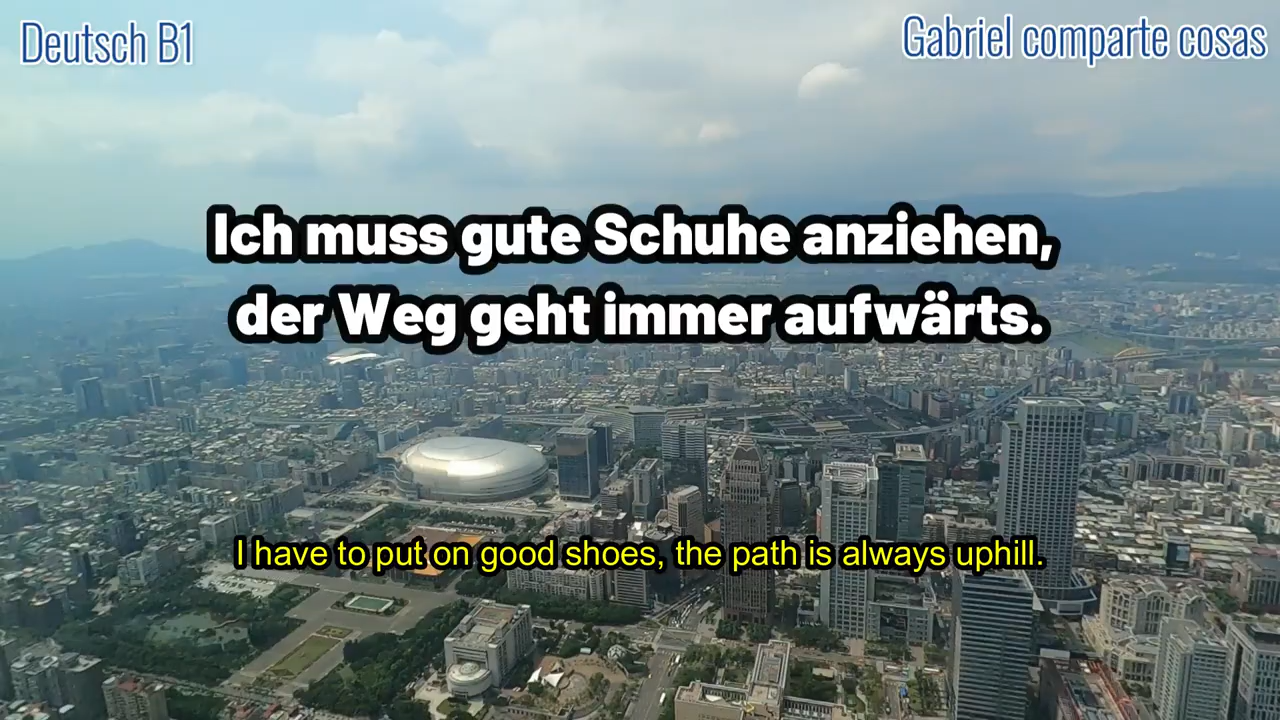 Deutsch B1
Gabriel comparte cosas
Ich muss gute Schuhe anziehen,
der Weg geht immer aufwärts.
I have to put on good shoes, the path is always uphill.